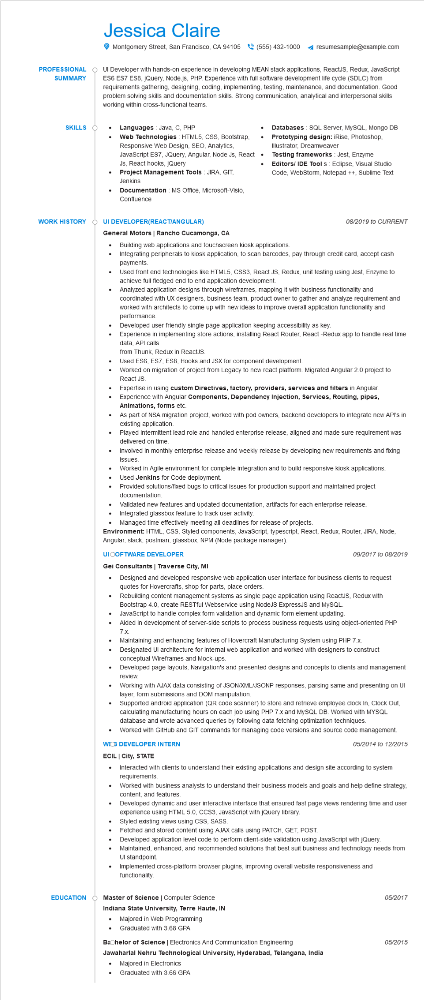 Jessica Claire
Montgomery Street, San Francisco, CA 94105 (555) 432-1000 resumesample@example.com
PROFESSIONAL
SUMMARY
UI Developer with hands-on experience in developing MEAN stack applications, ReactJS, Redux, JavaScript
ES6 ES7 ES8, jQuery, Node.js, PHP. Experience with full software development life cycle (SDLC) from
requirements gathering, designing, coding, implementing, testing, maintenance, and documentation. Good
problem solving skills and documentation skills. Strong communication, analytical and interpersonal skills
working within cross-functional teams.
SKILLS
• Languages : Java, C, PHP
• Web Technologies : HTML5, CSS, Bootstrap,
Responsive Web Design, SEO, Analytics,
JavaScript ES7, JQuery, Angular, Node Js, React
Js, React hooks, jQuery
• Project Management Tools : JIRA, GIT,
Jenkins
• Documentation : MS Office, Microsoft-Visio,
Confluence
• Databases : SQL Server, MySQL, Mongo DB
• Prototyping design: iRise, Photoshop,
Illustrator, Dreamweaver
• Testing frameworks : Jest, Enzyme
• Editors/ IDE Tool s : Eclipse, Visual Studio
Code, WebStorm, Notepad ++, Sublime Text
WORK HISTORY
UI DEVELOPER(REACT/ANGULAR) 08/2019 to CURRENT
General Motors | Rancho Cucamonga, CA
• Building web applications and touchscreen kiosk applications.
• Integrating peripherals to kiosk application, to scan barcodes, pay through credit card, accept cash
payments.
• Used front end technologies like HTML5, CSS3, React JS, Redux, unit testing using Jest, Enzyme to
achieve full fledged end to end application development.
• Analyzed application designs through wireframes, mapping it with business functionality and
coordinated with UX designers, business team, product owner to gather and analyze requirement and
worked with architects to come up with new ideas to improve overall application functionality and
performance.
• Developed user friendly single page application keeping accessibility as key.
• Experience in implementing store actions, installing React Router, React -Redux app to handle real time
data, API calls
from Thunk, Redux in ReactJS.
• Used ES6, ES7, ES8, Hooks and JSX for component development.
• Worked on migration of project from Legacy to new react platform. Migrated Angular 2.0 project to
React JS.
• Expertise in using custom Directives, factory, providers, services and filters in Angular.
• Experience with Angular Components, Dependency Injection, Services, Routing, pipes,
Animations, forms etc.
• As part of NSA migration project, worked with pod owners, backend developers to integrate new API's in
existing application.
• Played intermittent lead role and handled enterprise release, aligned and made sure requirement was
delivered on time.
• Involved in monthly enterprise release and weekly release by developing new requirements and fixing
issues.
• Worked in Agile environment for complete integration and to build responsive kiosk applications.
• Used Jenkins for Code deployment.
• Provided solutions/fixed bugs to critical issues for production support and maintained project
documentation.
• Validated new features and updated documentation, artifacts for each enterprise release.
• Integrated glassbox feature to track user activity.
• Managed time effectively meeting all deadlines for release of projects.
Environment: HTML, CSS, Styled components, JavaScript, typescript, React, Redux, Router, JIRA, Node,
Angular, slack, postman, glassbox, NPM (Node package manager).
UI SOFTWARE DEVELOPER 09/2017 to 08/2019
Gei Consultants | Traverse City, MI
• Designed and developed responsive web application user interface for business clients to request
quotes for Hovercrafts, shop for parts, place orders.
• Rebuilding content management systems as single page application using ReactJS, Redux with
Bootstrap 4.0, create RESTful Webservice using NodeJS ExpressJS and MySQL.
• JavaScript to handle complex form validation and dynamic form element updating.
• Aided in development of server-side scripts to process business requests using object-oriented PHP
7.x.
• Maintaining and enhancing features of Hovercraft Manufacturing System using PHP 7.x.
• Designated UI architecture for internal web application and worked with designers to construct
conceptual Wireframes and Mock-ups.
• Developed page layouts, Navigation's and presented designs and concepts to clients and management
review.
• Working with AJAX data consisting of JSON/XML/JSONP responses, parsing same and presenting on UI
layer, form submissions and DOM manipulation.
• Supported android application (QR code scanner) to store and retrieve employee clock In, Clock Out,
calculating manufacturing hours on each job using PHP 7.x and MySQL DB. Worked with MYSQL
database and wrote advanced queries by following data fetching optimization techniques.
• Worked with GitHub and GIT commands for managing code versions and source code management.
WEB DEVELOPER INTERN 05/2014 to 12/2015
ECIL | City, STATE
• Interacted with clients to understand their existing applications and design site according to system
requirements.
• Worked with business analysts to understand their business models and goals and help define strategy,
content, and features.
• Developed dynamic and user interactive interface that ensured fast page views rendering time and user
experience using HTML 5.0, CCS3, JavaScript with jQuery library.
• Styled existing views using CSS, SASS.
• Fetched and stored content using AJAX calls using PATCH, GET, POST.
• Developed application level code to perform client-side validation using JavaScript with jQuery.
• Maintained, enhanced, and recommended solutions that best suit business and technology needs from
UI standpoint.
• Implemented cross-platform browser plugins, improving overall website responsiveness and
functionality.
EDUCATION
Master of Science | Computer Science 05/2017
Indiana State University, Terre Haute, IN
• Majored in Web Programming
• Graduated with 3.68 GPA
Bachelor of Science | Electronics And Communication Engineering 05/2015
Jawaharlal Nehru Technological University, Hyderabad, Telangana, India
• Majored in Electronics
• Graduated with 3.66 GPA